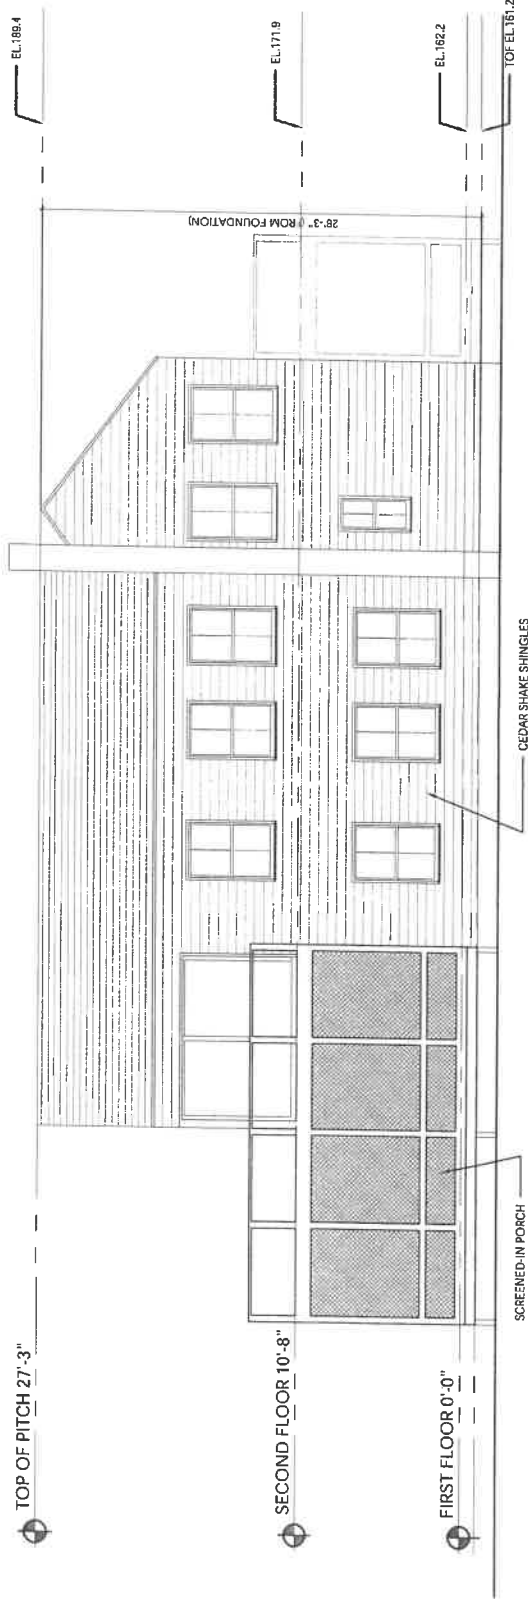 TOP OF PITCH 27'-3"
SECOND FLOOR 10'-8"
FIRST FLOOR 0'-0"
SCREENED-IN PORCH
CEDAR SHAKE SHINGLES
28'-3" ROM FOUNDATION)
EL.189.4
EL.171.9
EL.162.2
TOF EL.161.2